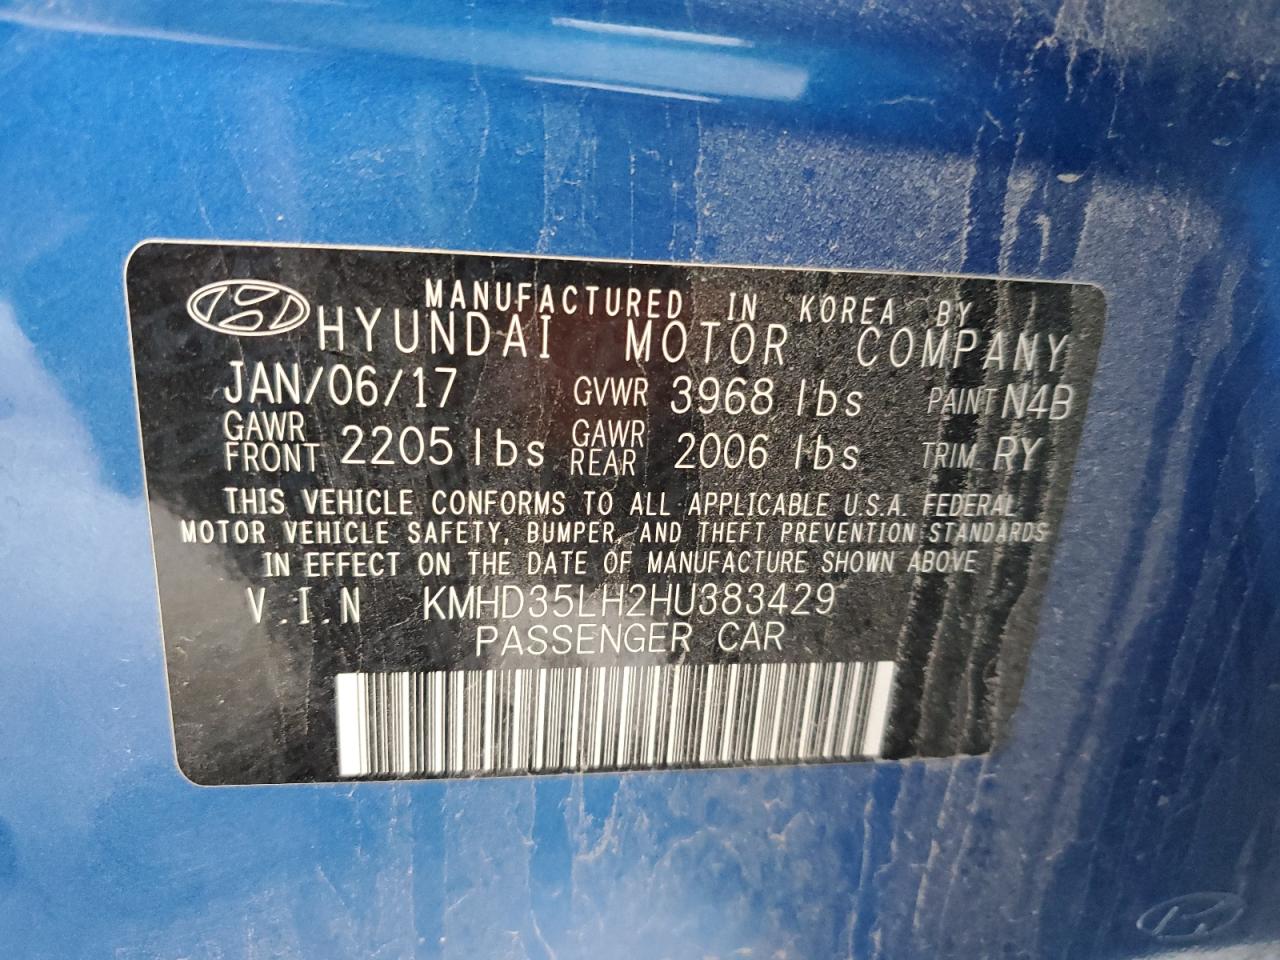 MANUFACTURED IN KOREA BY
HYUNDAI MOTOR COMPANY
JAN/06/17 GVWR 3968 lbs PAINT N4B
GAWR FRONT 2205 lbs GAWR REAR 2006 lbs TRIM RY
THIS VEHICLE CONFORMS TO ALL APPLICABLE U.S.A. FEDERAL
MOTOR VEHICLE SAFETY, BUMPER, AND THEFT PREVENTION STANDARDS
IN EFFECT ON THE DATE OF MANUFACTURE SHOWN ABOVE
V.I.N KMHD35LH2HU383429
PASSENGER CAR